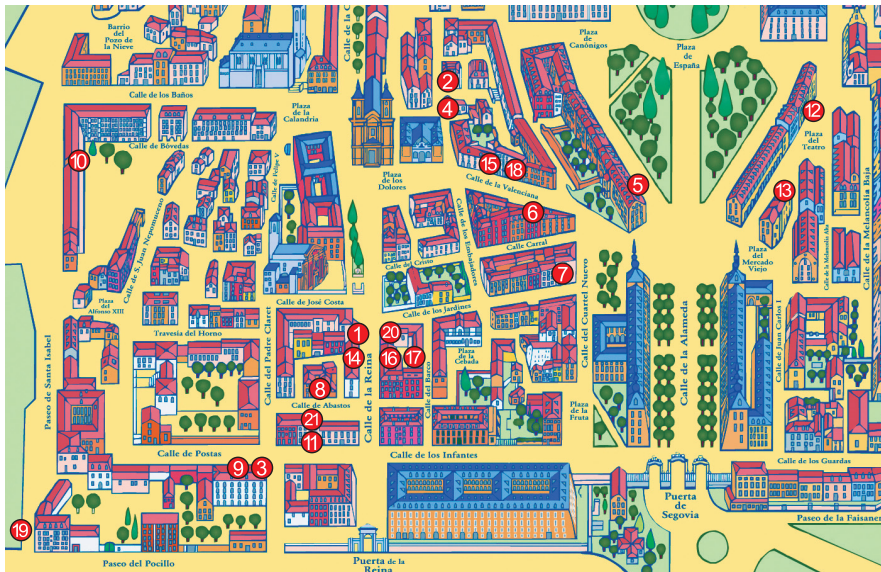 Barrio
del
Pozo de
la Nieve
Calle de los Baños
Calle de la C
Plaza
de
Canónigos
Plaza
de
España
2
4
12
Plaza
de la
Calandria
Plaza
del
Teatro
10
Calle de Bóvedas
Calle de Felipe V
Plaza
de los
Dolores
15
18
Calle de la Valenciana
5
13
Calle de la Melancolía Baja
Calle de S. Juan Nepomuceno
6
Calle de los Embajadores
Calle Carral
Calle del Cristo
7
Plaza
del
Mercado
Viejo
Calle de la Melancolía Alta
Plaza
del
Alfonso XIII
Calle de José Costa
Calle de los Jardines
Calle del Cuartel Nuevo
Calle de la Alameda
Calle de Juan Carlos I
Travesía del Horno
Calle del Padre Claret
1
14
20
16
17
Plaza
de la
Cebada
Paseo de Santa Isabel
8
Calle de Abastos
Calle de la Reina
Calle del Barco
Plaza
de la
Fruta
21
11
Calle de Postas
Calle de los Infantes
Calle de los Guardas
9
3
19
Puerta
de
Segovia
Paseo de la Faisaner
Paseo del Pocillo
Puerta de la
Reina